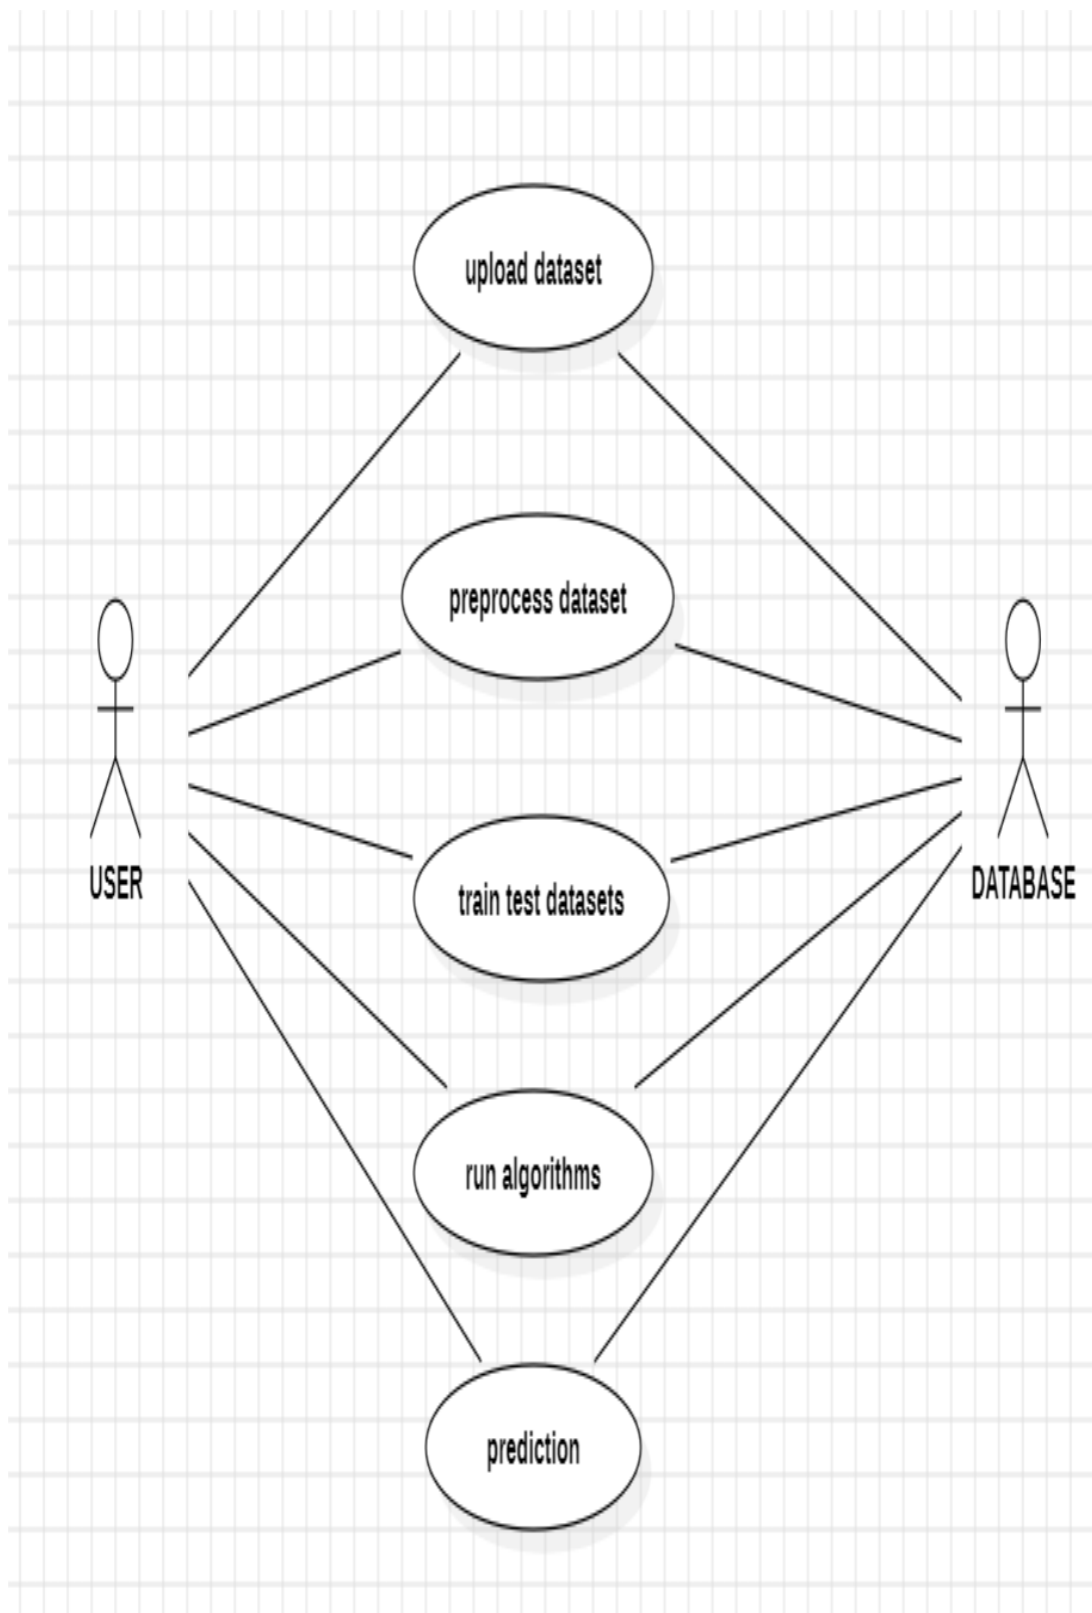 upload dataset
preprocess dataset
USER
DATABASE
train test datasets
run algorithms
prediction